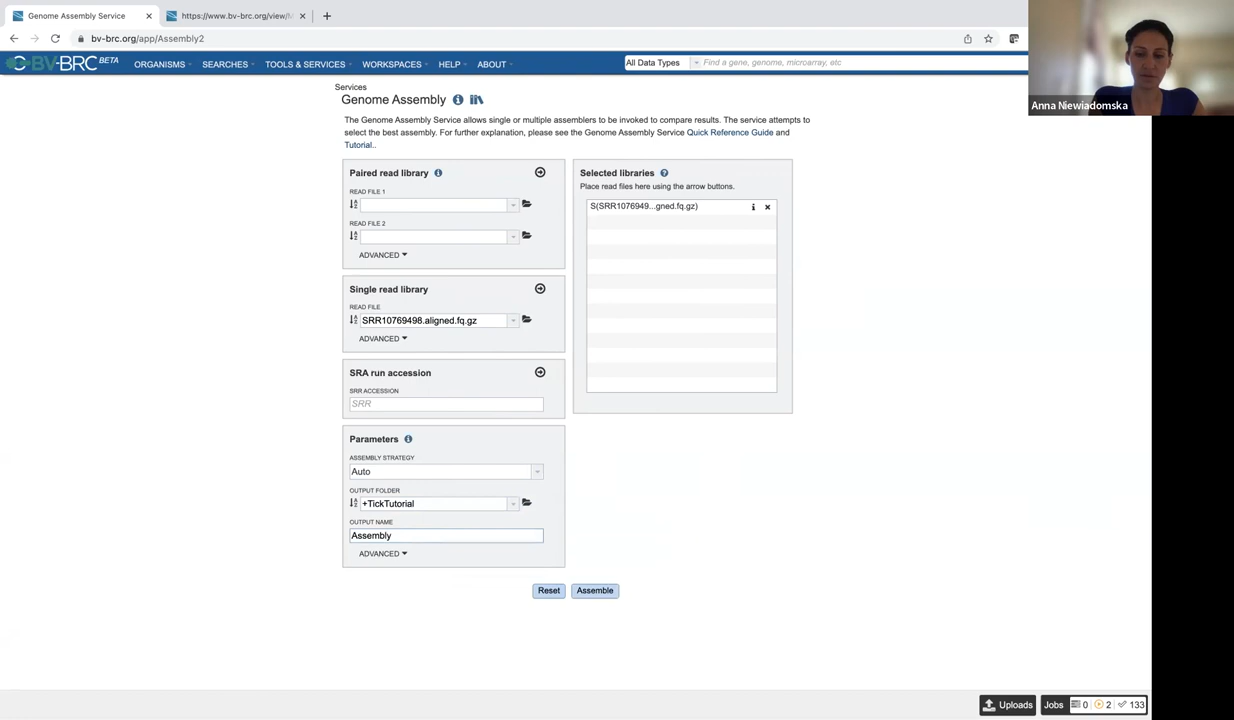 Genome Assembly Service
https://www.bv-brc.org/view/
bv-brc.org/app/Assembly2
BV-BRC BETA
ORGANISMS
SEARCHES
TOOLS & SERVICES
WORKSPACES
HELP
ABOUT
All Data Types
Find a gene, genome, microarray, etc
Anna Niewiadomska
Services
Genome Assembly
The Genome Assembly Service allows single or multiple assemblers to be invoked to compare results. The service attempts to
select the best assembly. For further explanation, please see the Genome Assembly Service Quick Reference Guide and
Tutorial..
Paired read library
READ FILE 1
READ FILE 2
ADVANCED
Single read library
READ FILE
SRR10769498.aligned.fq.gz
ADVANCED
SRA run accession
SRR ACCESSION
SRR
Parameters
ASSEMBLY STRATEGY
Auto
OUTPUT FOLDER
+TickTutorial
OUTPUT NAME
Assembly
ADVANCED
Selected libraries
Place read files here using the arrow buttons.
S(SRR1076949...gned.fq.gz)
Reset
Assemble
Uploads
Jobs 0 2 133